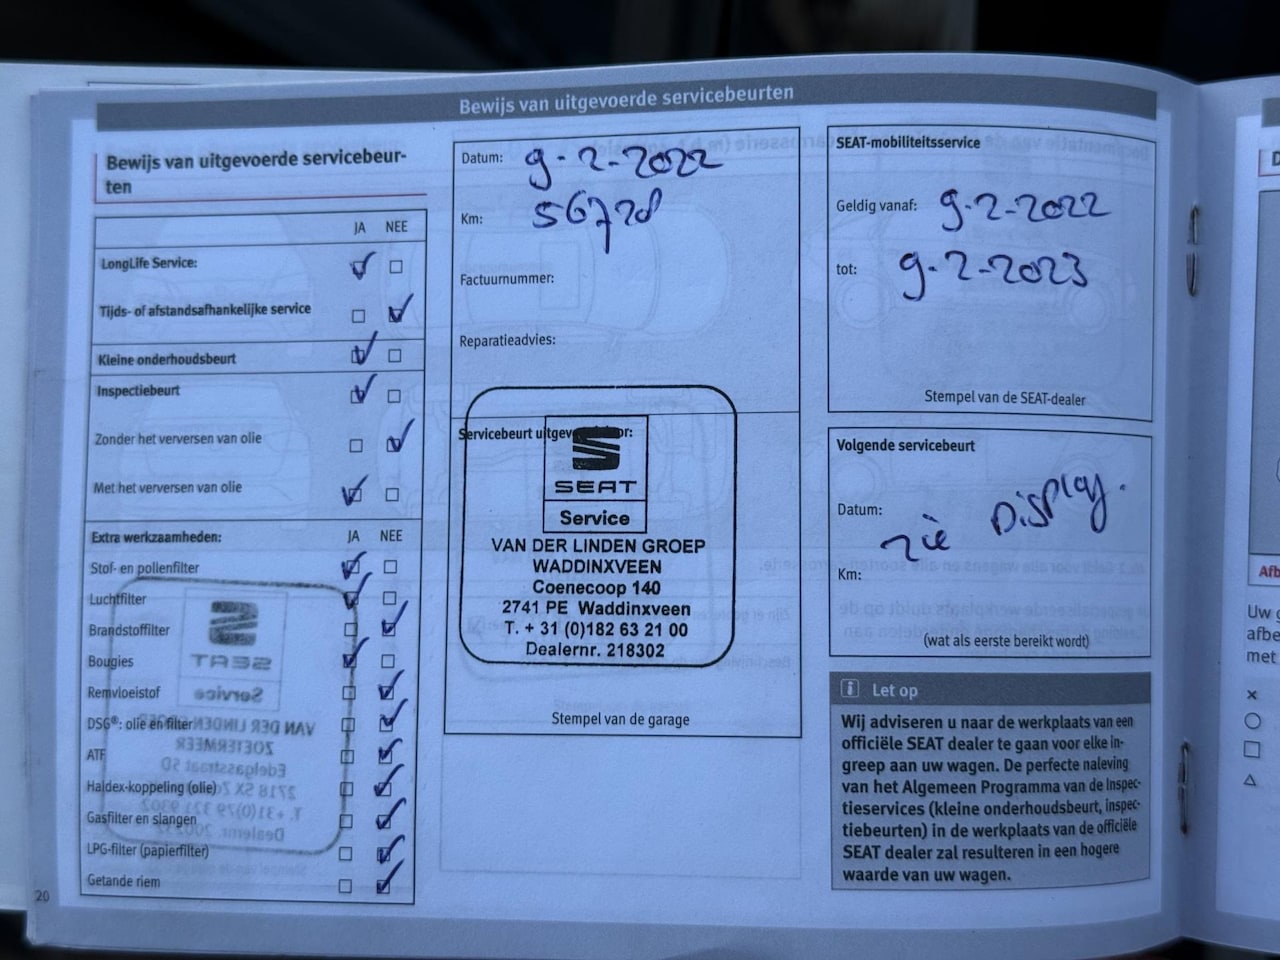 Bewijs van uitgevoerde servicebeurten
Bewijs van uitgevoerde servicebeur-
ten
JA NEE
LongLife Service:
Tijds- of afstandsafhankelijke service
Kleine onderhoudsbeurt
Inspectiebeurt
Zonder het verversen van olie
Met het verversen van olie
Extra werkzaamheden: JA NEE
Stof- en pollenfilter
Luchtfilter
Brandstoffilter
Bougies
Remvloeistof
DSG®: olie en filter
ATF
Haldex-koppeling (olie)
Gasfilter en slangen
LPG-filter (papierfilter)
Getande riem
20
Datum: 9-2-2022
Km: 56728
Factuurnummer:
Reparatieadvies:
Servicebeurt uitgevoerd door:
SEAT
Service
VAN DER LINDEN GROEP
WADDINXVEEN
Coenecoop 140
2741 PE Waddinxveen
T. + 31 (0)182 63 21 00
Dealernr. 218302
Stempel van de garage
SEAT-mobiliteitsservice
Geldig vanaf: 9-2-2022
tot: 9-2-2023
Stempel van de SEAT-dealer
Volgende servicebeurt
Datum: zie Display.
Km:
(wat als eerste bereikt wordt)
i Let op
Wij adviseren u naar de werkplaats van een
officiële SEAT dealer te gaan voor elke in-
greep aan uw wagen. De perfecte naleving
van het Algemeen Programma van de Inspec-
tieservices (kleine onderhoudsbeurt, inspec-
tiebeurten) in de werkplaats van de officiële
SEAT dealer zal resulteren in een hogere
waarde van uw wagen.
Afb
Uw g
afbe
met